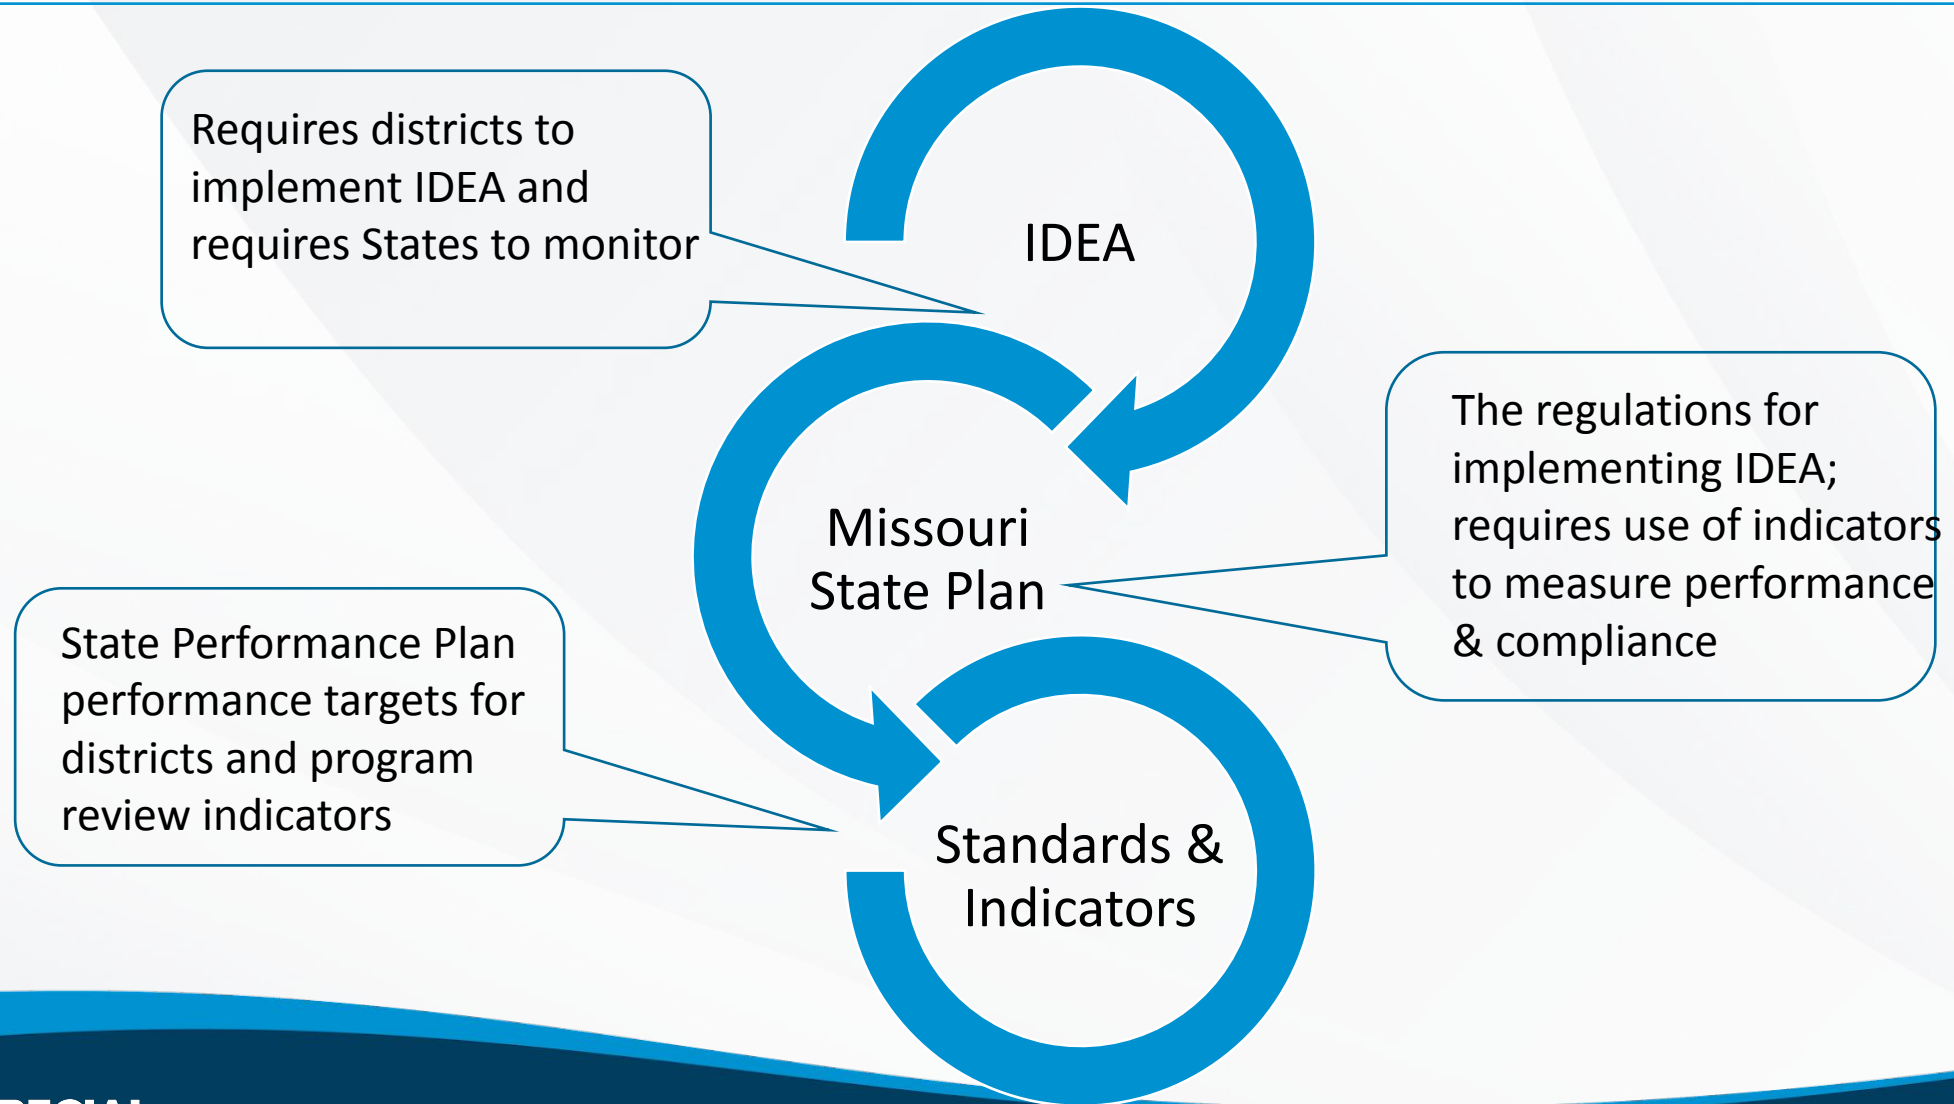 Requires districts to
implement IDEA and
requires States to monitor
IDEA
The regulations for
implementing IDEA;
requires use of indicators
to measure performance
& compliance
Missouri
State Plan
State Performance Plan
performance targets for
districts and program
review indicators
Standards &
Indicators